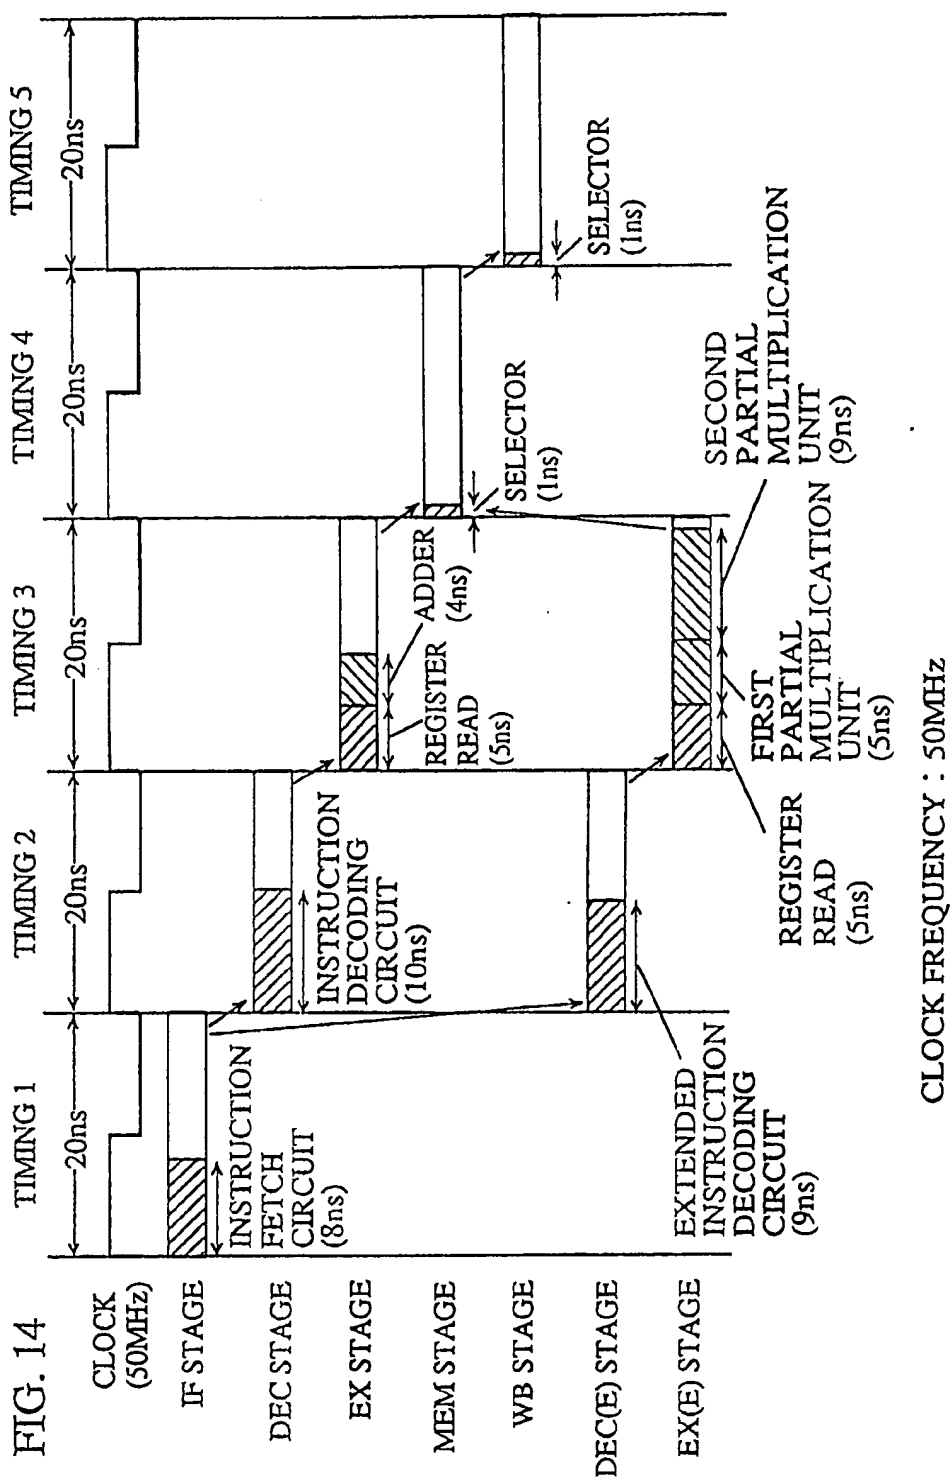 FIG. 14
TIMING 1
TIMING 2
TIMING 3
TIMING 4
TIMING 5
20ns
20ns
20ns
20ns
20ns
CLOCK
(50MHz)
IF STAGE
INSTRUCTION
FETCH
CIRCUIT
(8ns)
DEC STAGE
INSTRUCTION
DECODING
CIRCUIT
(10ns)
EX STAGE
REGISTER
READ
(5ns)
ADDER
(4ns)
MEM STAGE
SELECTOR
(1ns)
WB STAGE
SELECTOR
(1ns)
DEC(E) STAGE
EXTENDED
INSTRUCTION
DECODING
CIRCUIT
(9ns)
EX(E) STAGE
REGISTER
READ
(5ns)
FIRST
PARTIAL
MULTIPLICATION
UNIT
(5ns)
SECOND
PARTIAL
MULTIPLICATION
UNIT
(9ns)
CLOCK FREQUENCY : 50MHz